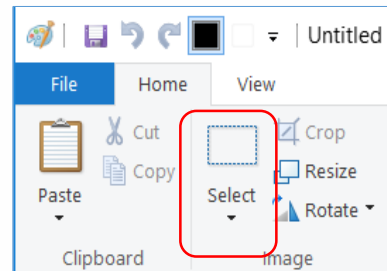 Untitled
File Home View
Cut
Copy
Paste
Clipboard
Select
Crop
Resize
Rotate
Image